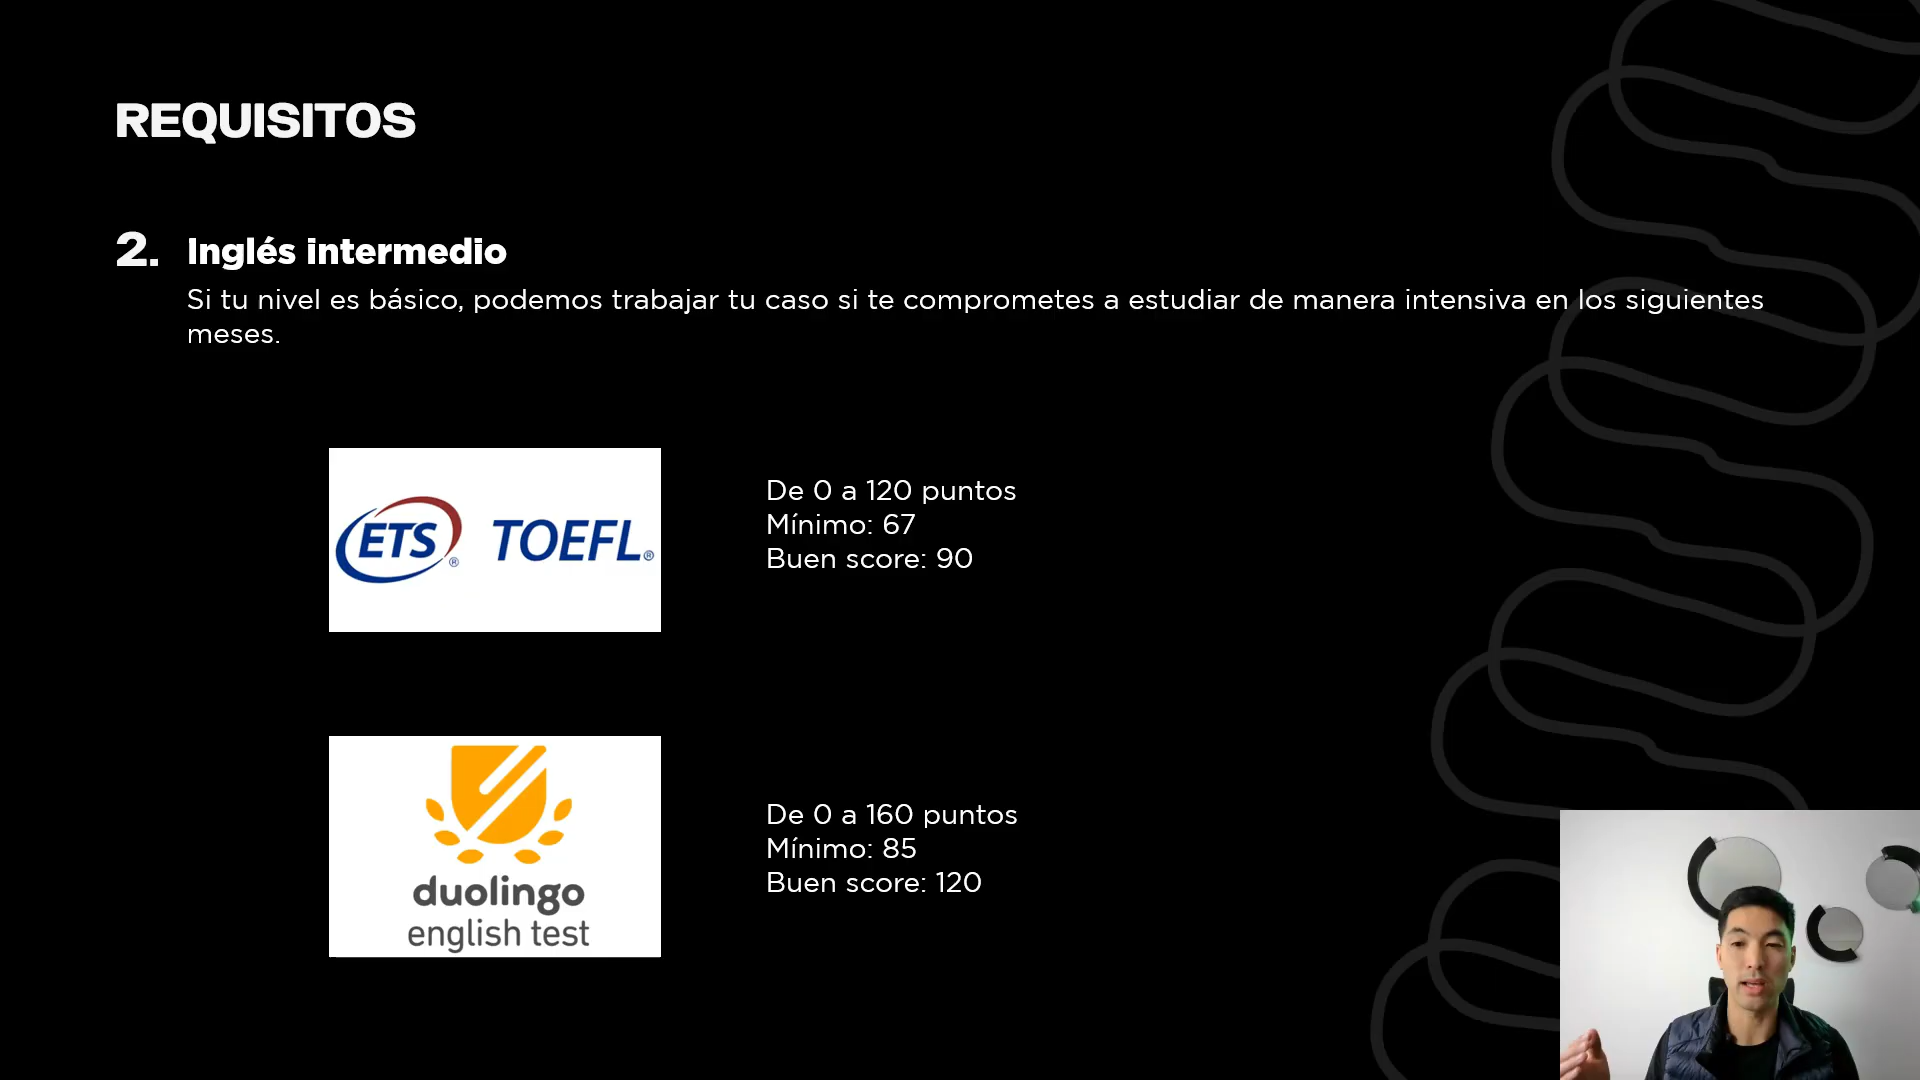 REQUISITOS
2. Inglés intermedio
Si tu nivel es básico, podemos trabajar tu caso si te comprometes a estudiar de manera intensiva en los siguientes
meses.
ETS® TOEFL®
De 0 a 120 puntos
Mínimo: 67
Buen score: 90
duolingo
english test
De 0 a 160 puntos
Mínimo: 85
Buen score: 120